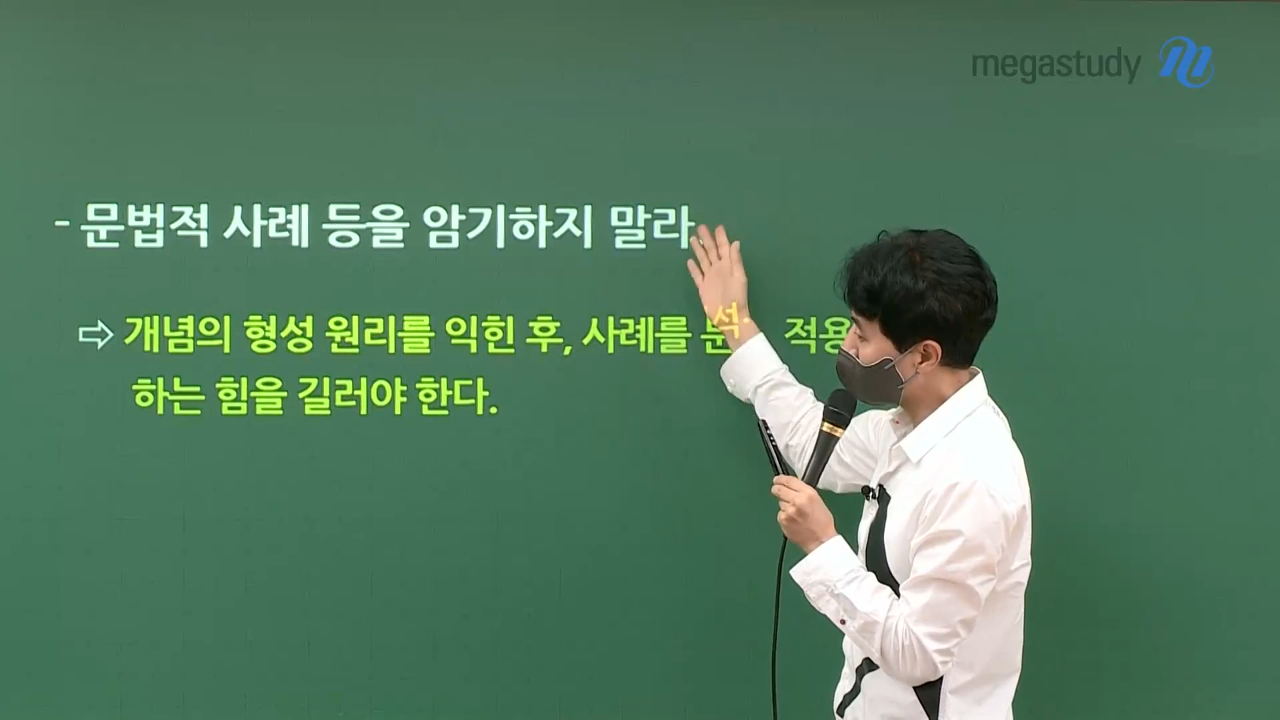 megastudy
- 문법적 사례 등을 암기하지 말라
⇨ 개념의 형성 원리를 익힌 후, 사례를 분석· 적용
하는 힘을 길러야 한다.